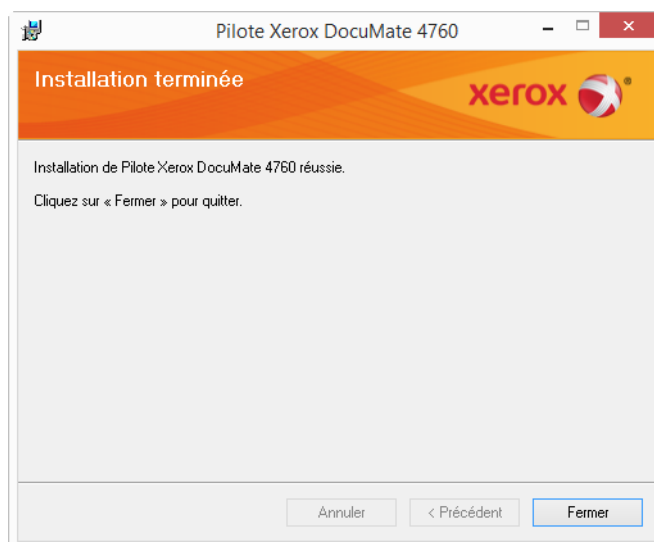 Pilote Xerox DocuMate 4760
Installation terminée
xerox
Installation de Pilote Xerox DocuMate 4760 réussie.
Cliquez sur « Fermer » pour quitter.
Annuler
< Précédent
Fermer